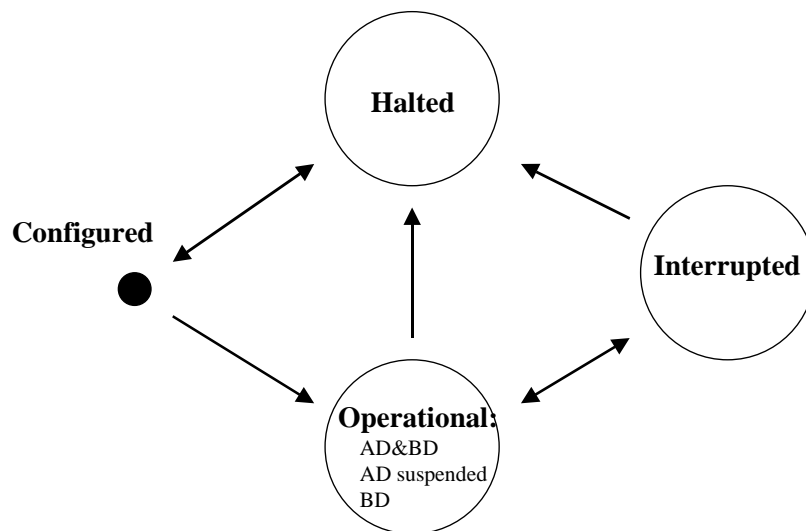 Halted
Configured
Interrupted
Operational:
AD&BD
AD suspended
BD